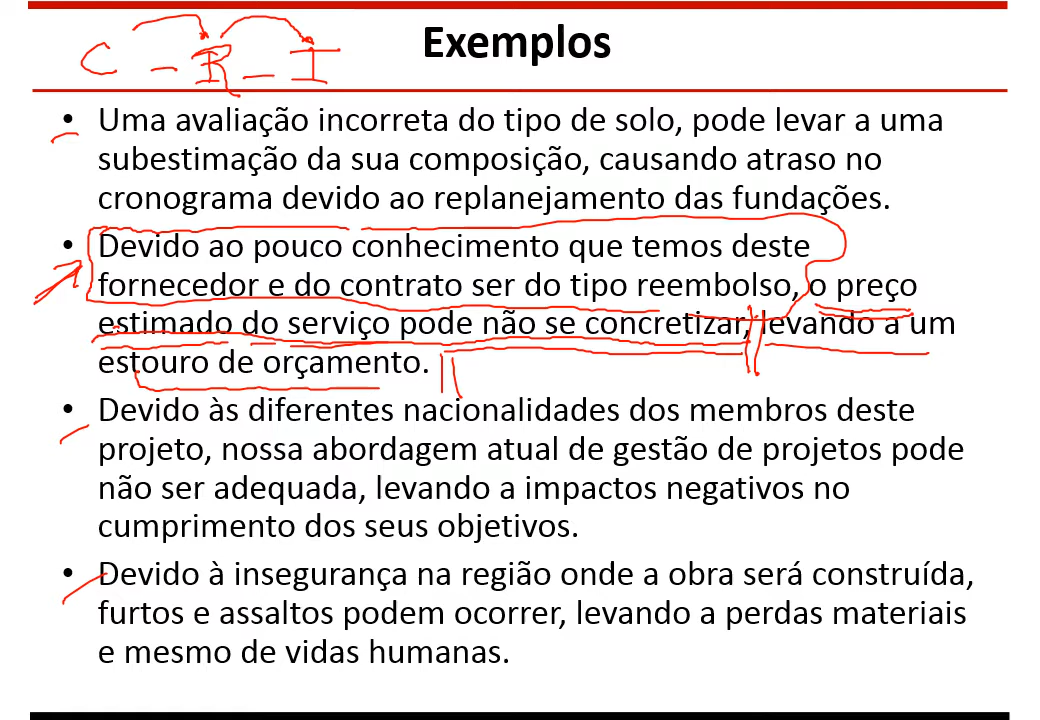 Exemplos
C - R - I
• Uma avaliação incorreta do tipo de solo, pode levar a uma
subestimação da sua composição, causando atraso no
cronograma devido ao replanejamento das fundações.
• Devido ao pouco conhecimento que temos deste
fornecedor e do contrato ser do tipo reembolso, o preço
estimado do serviço pode não se concretizar, levando a um
estouro de orçamento.
• Devido às diferentes nacionalidades dos membros deste
projeto, nossa abordagem atual de gestão de projetos pode
não ser adequada, levando a impactos negativos no
cumprimento dos seus objetivos.
• Devido à insegurança na região onde a obra será construída,
furtos e assaltos podem ocorrer, levando a perdas materiais
e mesmo de vidas humanas.